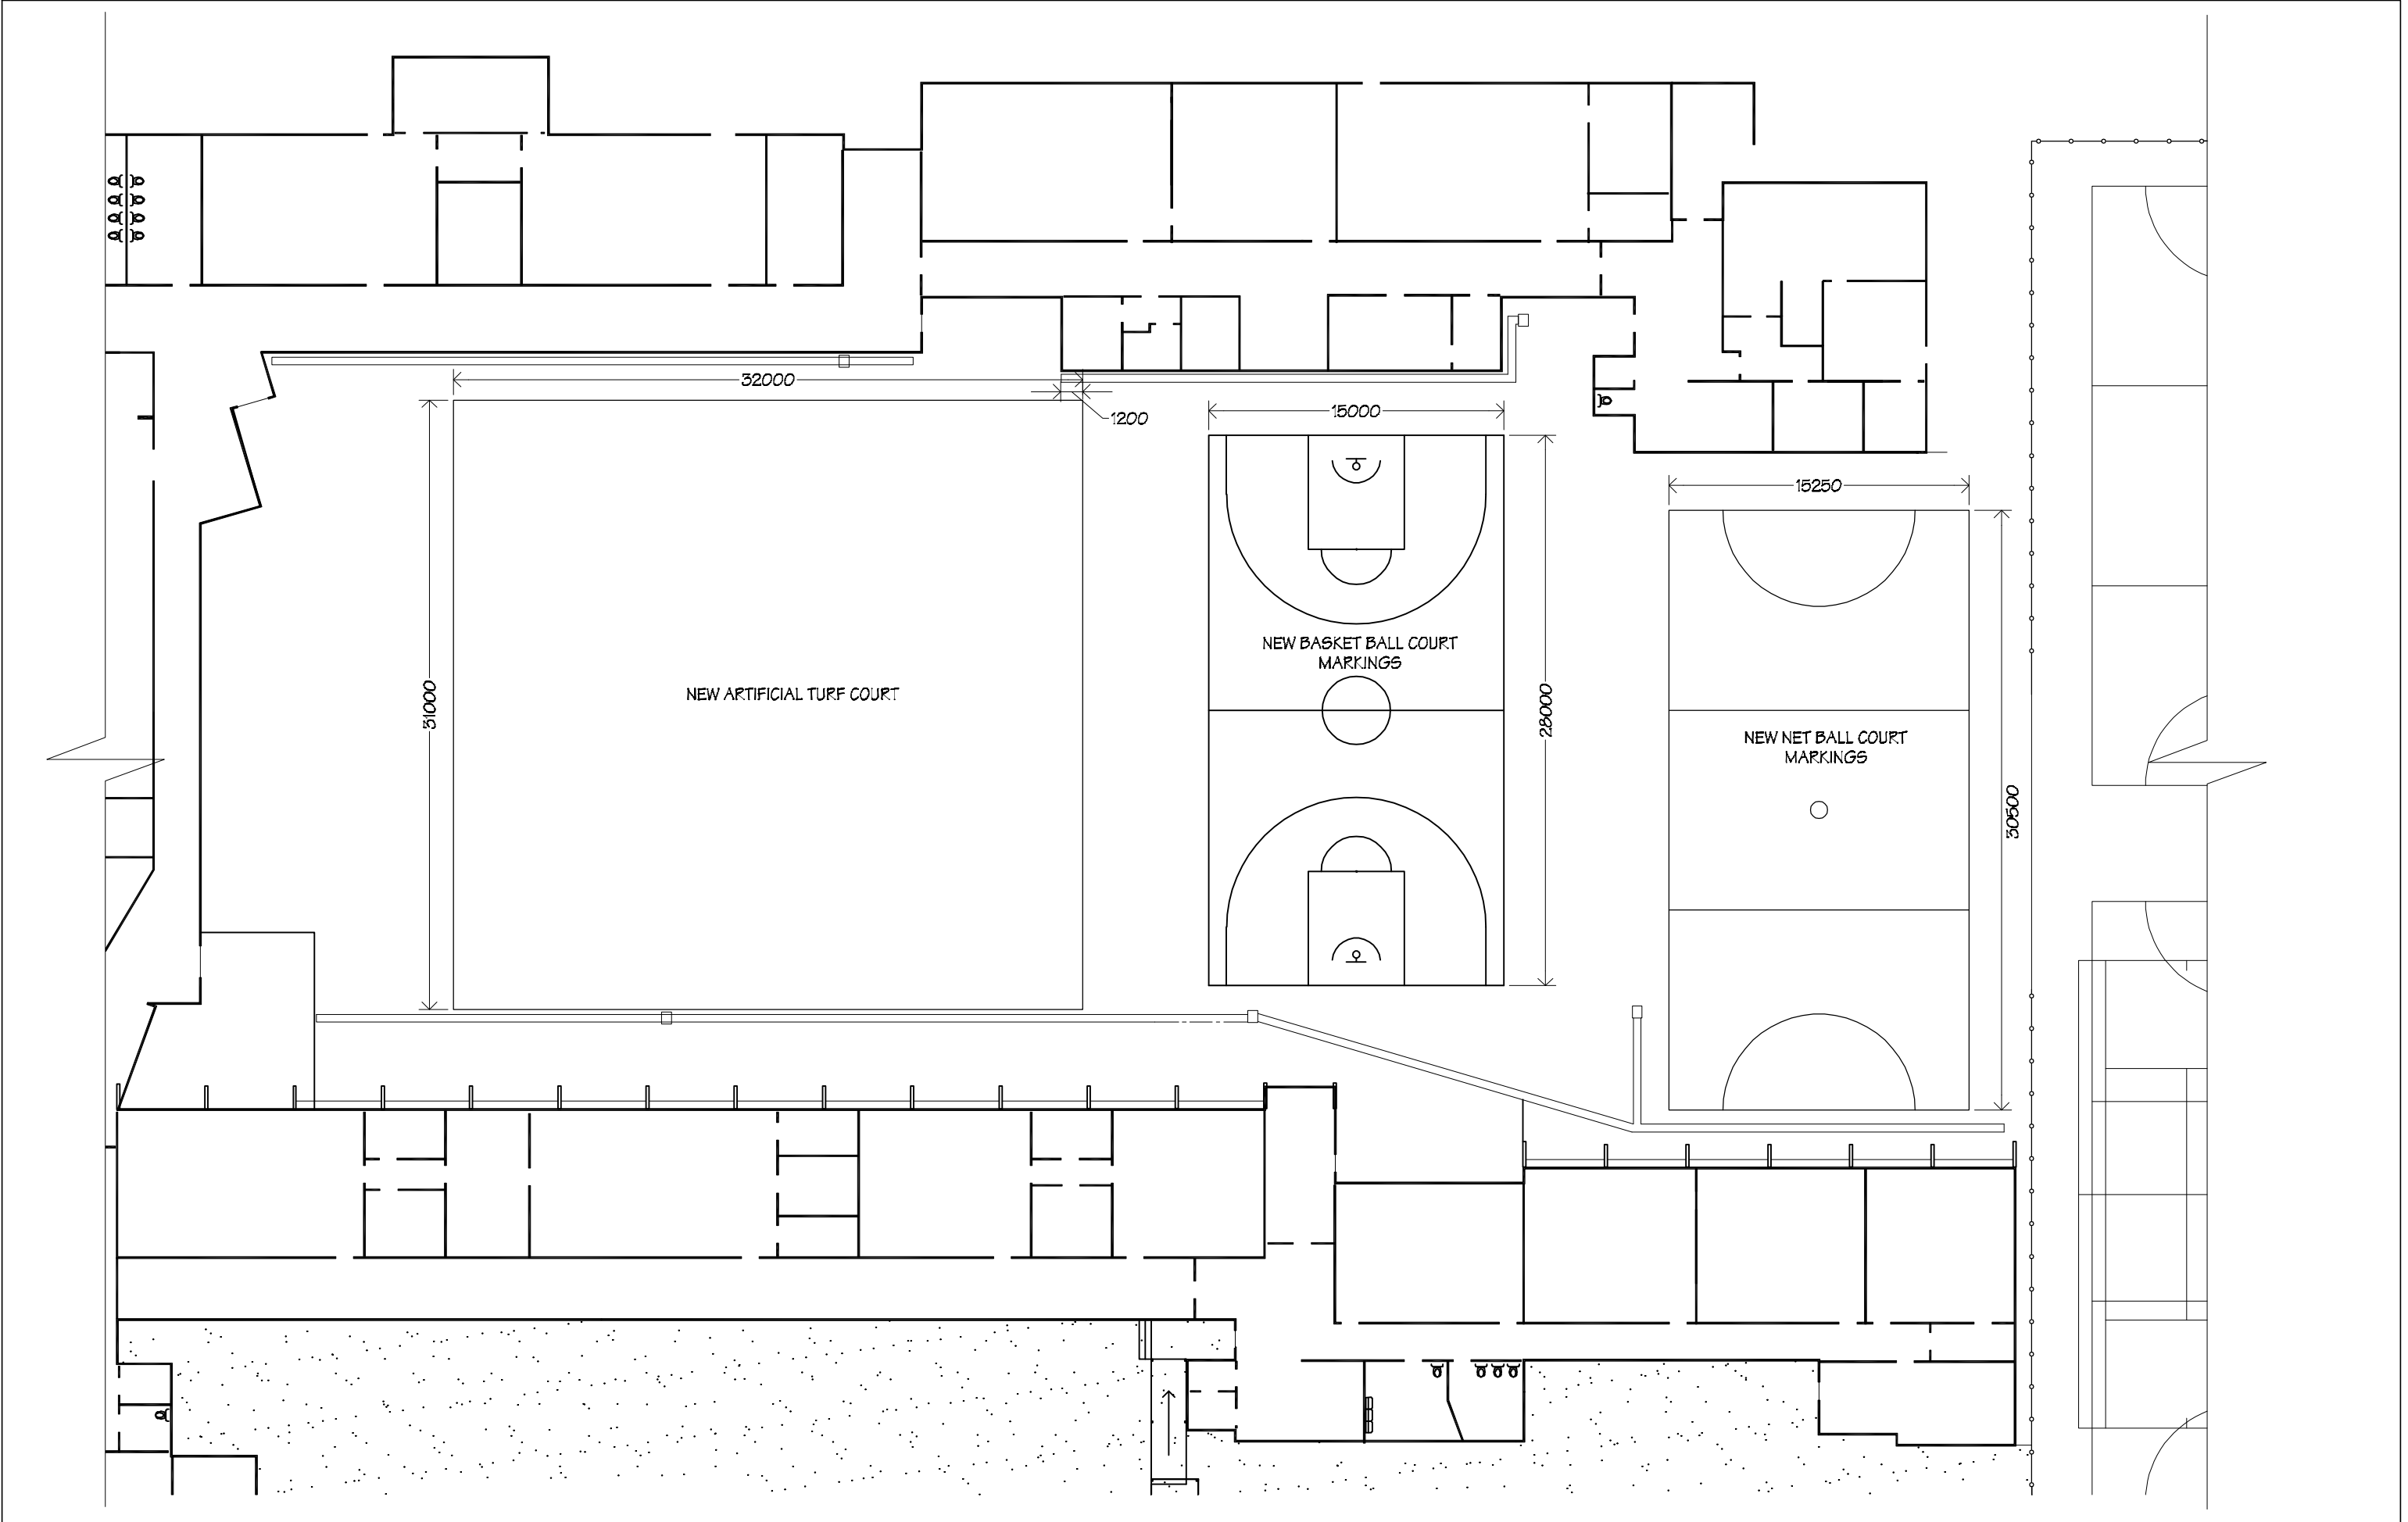 32000
1200
15000
15250
NEW BASKET BALL COURT
MARKINGS
NEW ARTIFICIAL TURF COURT
31000
28000
NEW NET BALL COURT
MARKINGS
30500